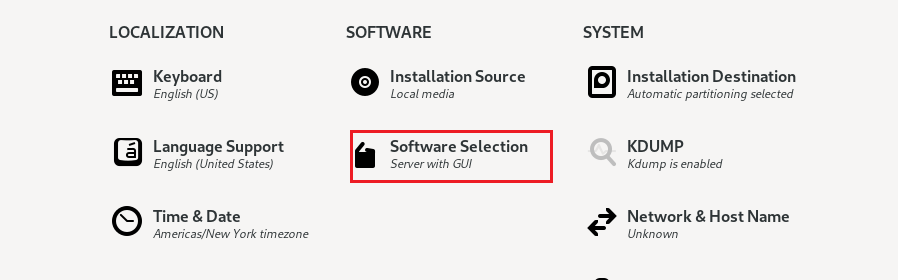 LOCALIZATION
SOFTWARE
SYSTEM
Keyboard
English (US)
Installation Source
Local media
Installation Destination
Automatic partitioning selected
Language Support
English (United States)
Software Selection
Server with GUI
KDUMP
Kdump is enabled
Time & Date
Americas/New York timezone
Network & Host Name
Unknown